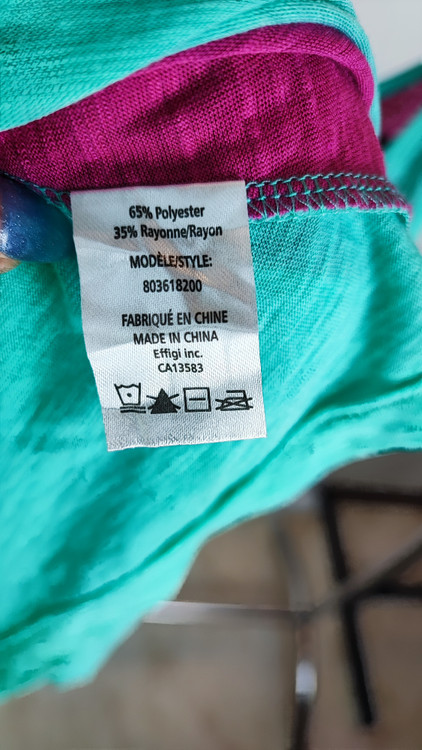 65% Polyester
35% Rayonne/Rayon
MODÈLE/STYLE:
803618200
FABRIQUÉ EN CHINE
MADE IN CHINA
Effigi inc.
CA13583